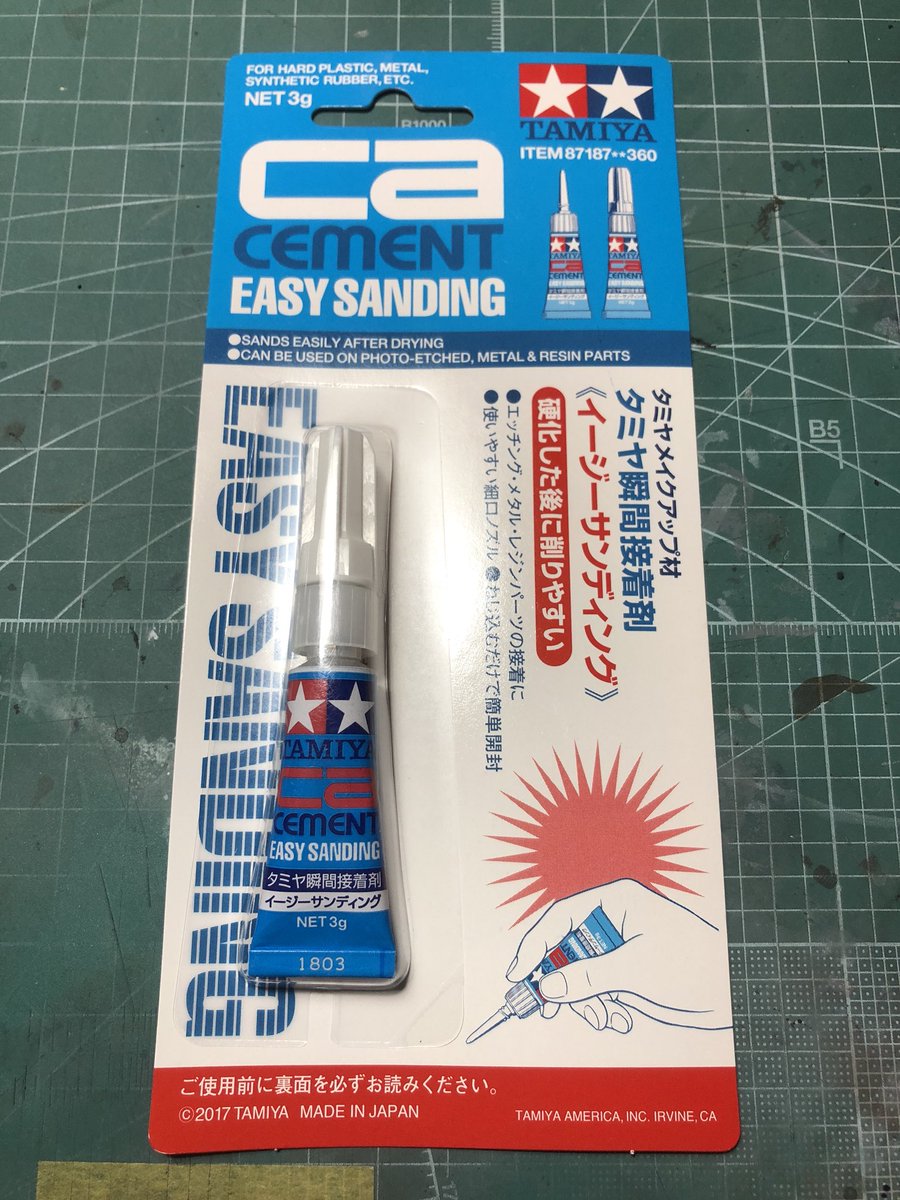 FOR HARD PLASTIC, METAL,
SYNTHETIC RUBBER, ETC.
NET 3g
TAMIYA
ITEM 87187**360
ca
CEMENT
EASY SANDING
●SANDS EASILY AFTER DRYING
●CAN BE USED ON PHOTO-ETCHED, METAL & RESIN PARTS
EASY SANDING
タミヤメイクアップ材
タミヤ瞬間接着剤
《イージーサンディング》
硬化した後に削りやすい
●エッチング・メタル・レジンパーツの接着に
●使いやすい細口ノズル ●ねじ込むだけで簡単開封
TAMIYA
ca
CEMENT
EASY SANDING
タミヤ瞬間接着剤
イージーサンディング
NET 3g
1803
ご使用前に裏面を必ずお読みください。
©2017 TAMIYA MADE IN JAPAN
TAMIYA AMERICA, INC. IRVINE, CA
B5